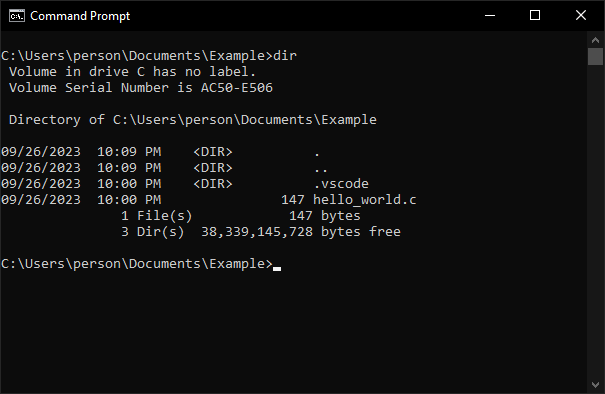 Command Prompt
C:\Users\person\Documents\Example>dir
 Volume in drive C has no label.
 Volume Serial Number is AC50-E506

 Directory of C:\Users\person\Documents\Example

09/26/2023  10:09 PM    <DIR>          .
09/26/2023  10:09 PM    <DIR>          ..
09/26/2023  10:00 PM    <DIR>          .vscode
09/26/2023  10:00 PM               147 hello_world.c
               1 File(s)            147 bytes
               3 Dir(s)  38,339,145,728 bytes free

C:\Users\person\Documents\Example>